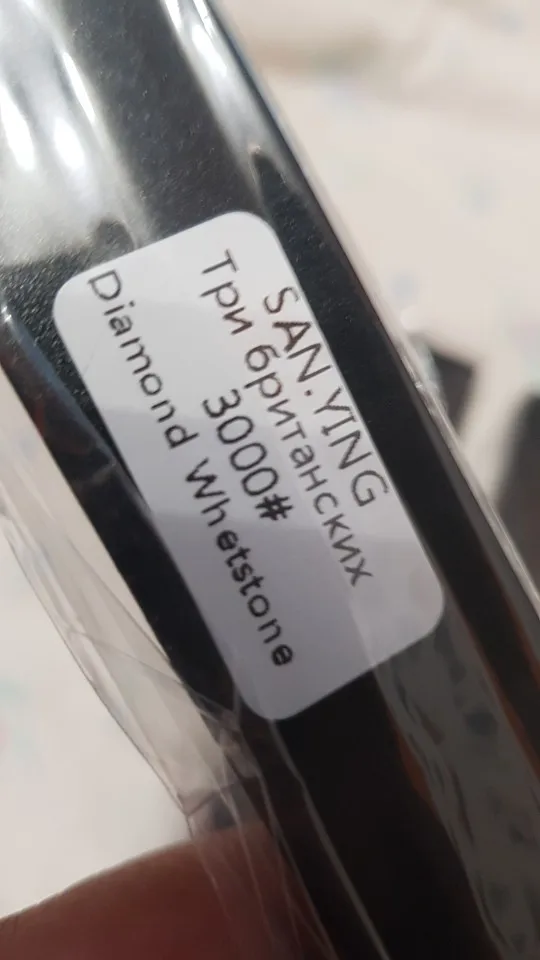 SAN.YING
Три британских
3000#
Diamond Whetstone